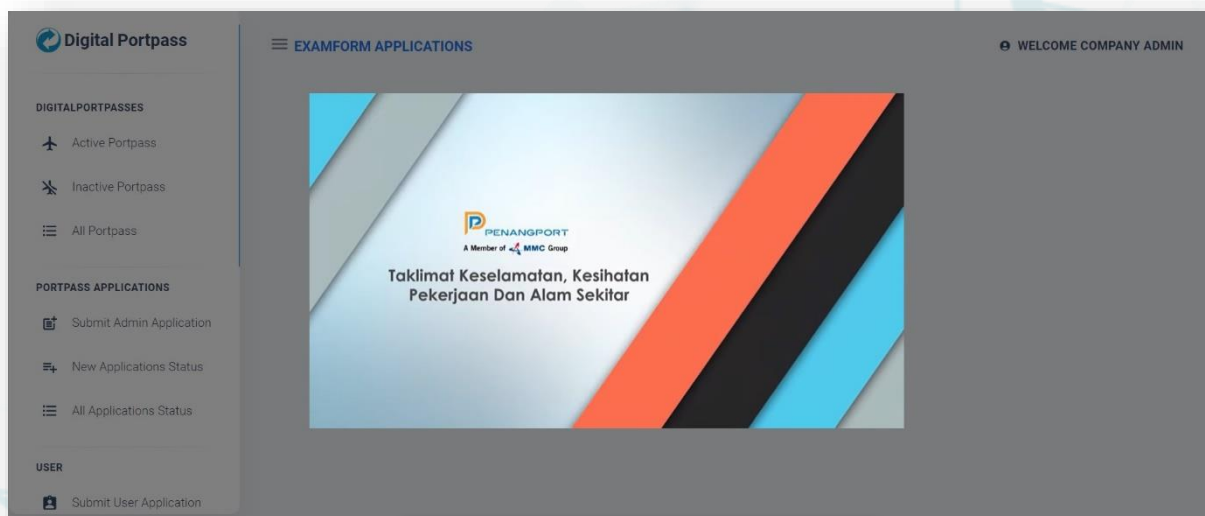 Digital Portpass
EXAMFORM APPLICATIONS
WELCOME COMPANY ADMIN
DIGITALPORTPASSES
Active Portpass
Inactive Portpass
All Portpass
PORTPASS APPLICATIONS
Submit Admin Application
New Applications Status
All Applications Status
USER
Submit User Application
PENANGPORT
A Member of MMC Group
Taklimat Keselamatan, Kesihatan
Pekerjaan Dan Alam Sekitar